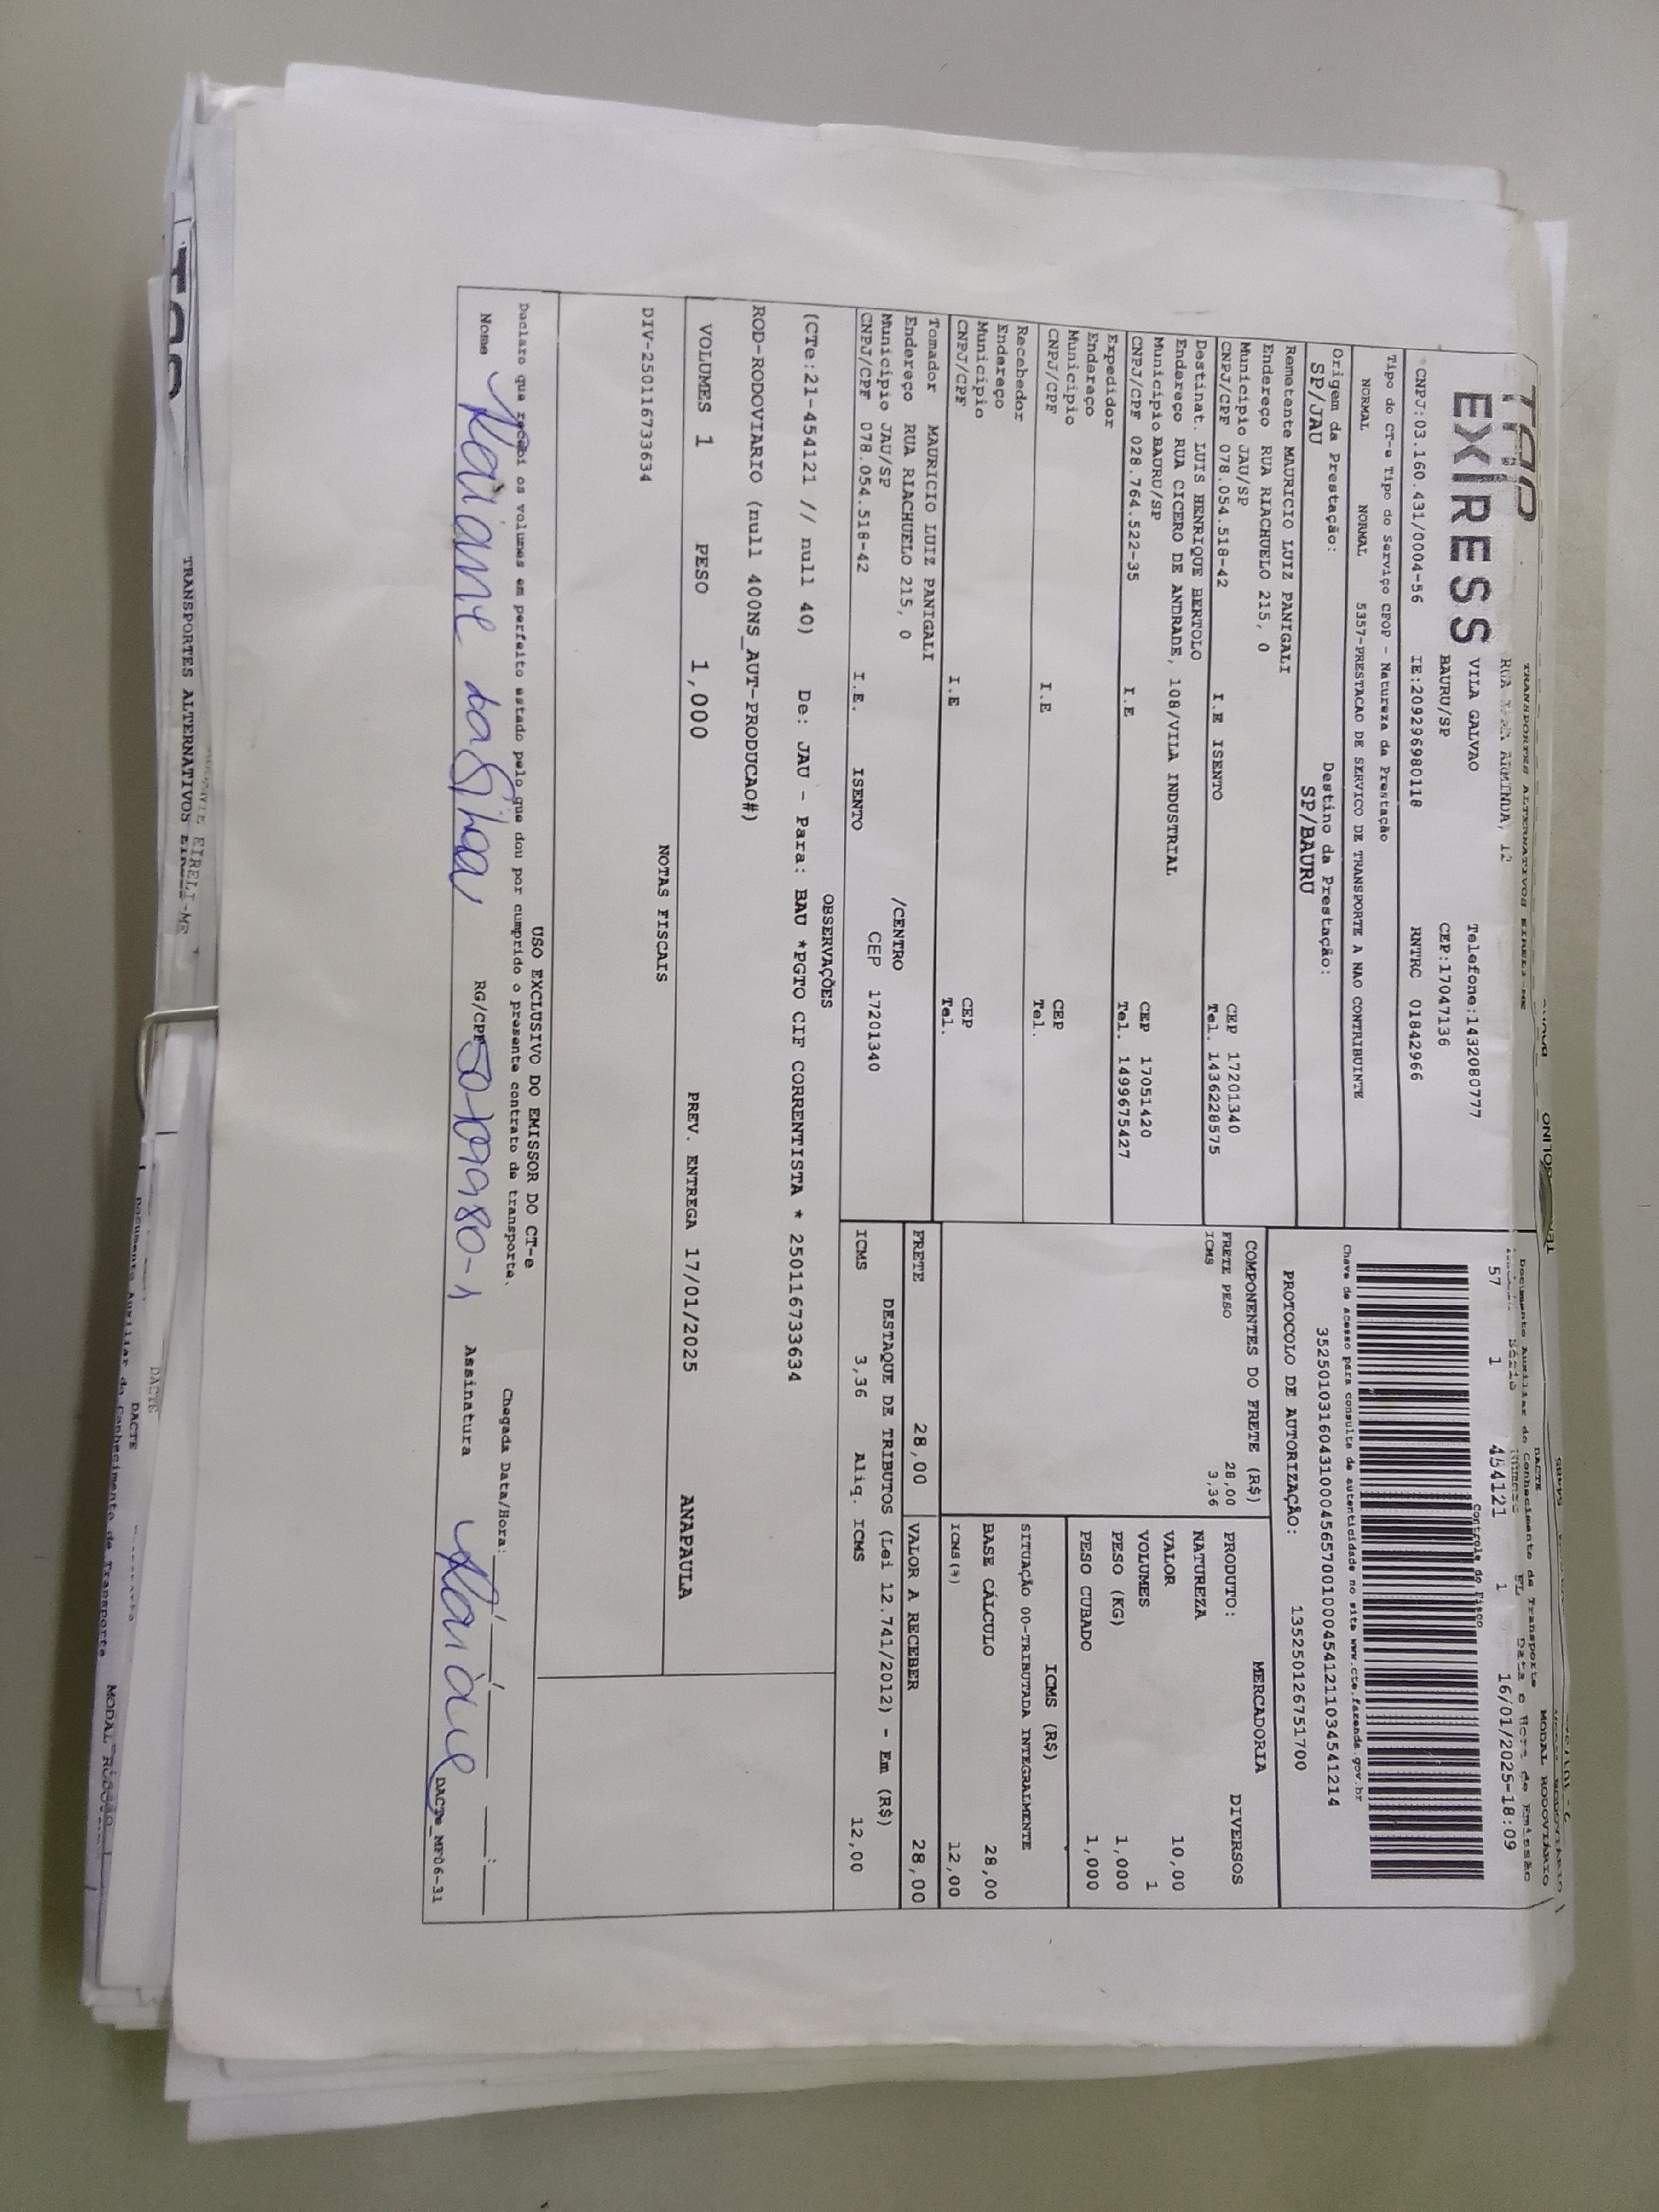 TRANSPORTES ALTERNATIVOS EIRELI-ME
EXPRESS
VILA GALVAO
Telefone:1432080777
BAURU/SP
CEP:17047136
CNPJ:03.160.431/0004-56 IE:209296980118 RNTRC 01842966
Tipo do CT-e Tipo do Serviço CFOP - Natureza da Prestação
NORMAL NORMAL 5357-PRESTACAO DE SERVICO DE TRANSPORTE A NAO CONTRIBUINTE
Origem da Prestação: Destino da Prestação:
SP/JAU SP/BAURU
Remetente MAURICIO LUIZ PANIGALI
Endereço RUA RIACHUELO 215, 0
Município JAU/SP CEP 17201340
CNPJ/CPF 078.054.518-42 I.E ISENTO Tel. 1436228575
Destinat. LUIS HENRIQUE BERTOLO
Endereço RUA CICERO DE ANDRADE, 108/VILA INDUSTRIAL
Município BAURU/SP CEP 17051420
CNPJ/CPF 028.764.522-35 I.E Tel. 1499675427
Expedidor
Endereço
Município CEP
CNPJ/CPF I.E Tel.
Recebedor
Endereço
Município CEP
CNPJ/CPF I.E Tel.
Tomador MAURICIO LUIZ PANIGALI
Endereço RUA RIACHUELO 215, 0 /CENTRO
Município JAU/SP CEP 17201340
CNPJ/CPF 078.054.518-42 I.E. ISENTO
DACTE
Documento Auxiliar do Conhecimento de Transporte
MODAL RODOVIÁRIO
57 1 454121 1 16/01/2025-18:09
Controle do Fisco
Chave de acesso para consulta de autenticidade no site www.cte.fazenda.gov.br
35250103160431000456570010004541211034541214
PROTOCOLO DE AUTORIZAÇÃO: 135250126751700
COMPONENTES DO FRETE (R$)
FRETE PESO 28,00
ICMS 3,36
MERCADORIA
PRODUTO: DIVERSOS
NATUREZA
VALOR 10,00
VOLUMES 1
PESO (KG) 1,000
PESO CUBADO 1,000
ICMS (R$)
SITUAÇÃO 00-TRIBUTADA INTEGRALMENTE
BASE CÁLCULO 28,00
ICMS(%) 12,00
FRETE 28,00 VALOR A RECEBER 28,00
DESTAQUE DE TRIBUTOS (Lei 12.741/2012) - Em (R$)
ICMS 3,36 Aliq. ICMS 12,00
OBSERVAÇÕES
(CTe:21-454121 // null 40) De: JAU - Para: BAU *PGTO CIF CORRENTISTA * 250116733634
ROD-RODOVIARIO (null 400NS_AUT-PRODUCAO#)
VOLUMES 1 PESO 1,000 PREV. ENTREGA 17/01/2025 ANAPAULA
NOTAS FISCAIS
DIV-250116733634
USO EXCLUSIVO DO EMISSOR DO CT-e
Declaro que recebi os volumes em perfeito estado pelo que dou por cumprido o presente contrato de transporte.
Chegada Data/Hora:
Nome RG/CPF Assinatura
DACTe_MF06-31
TRANSPORTES ALTERNATIVOS EIRELI-ME
DACTE
Documento Auxiliar do Conhecimento de Transporte